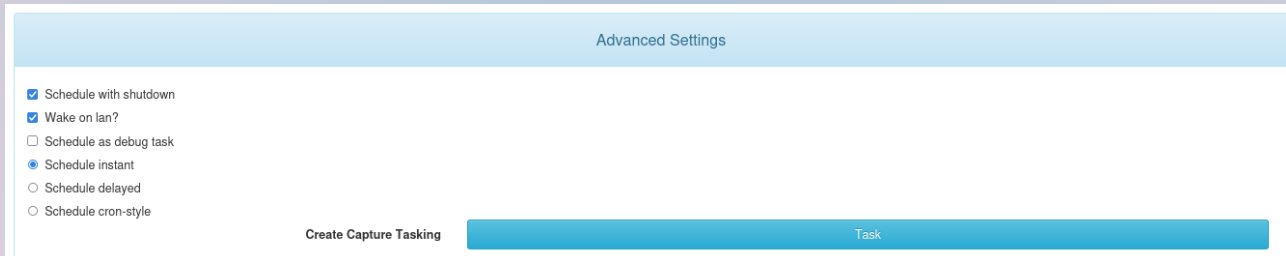 Advanced Settings
Schedule with shutdown
Wake on lan?
Schedule as debug task
Schedule instant
Schedule delayed
Schedule cron-style
Create Capture Tasking Task